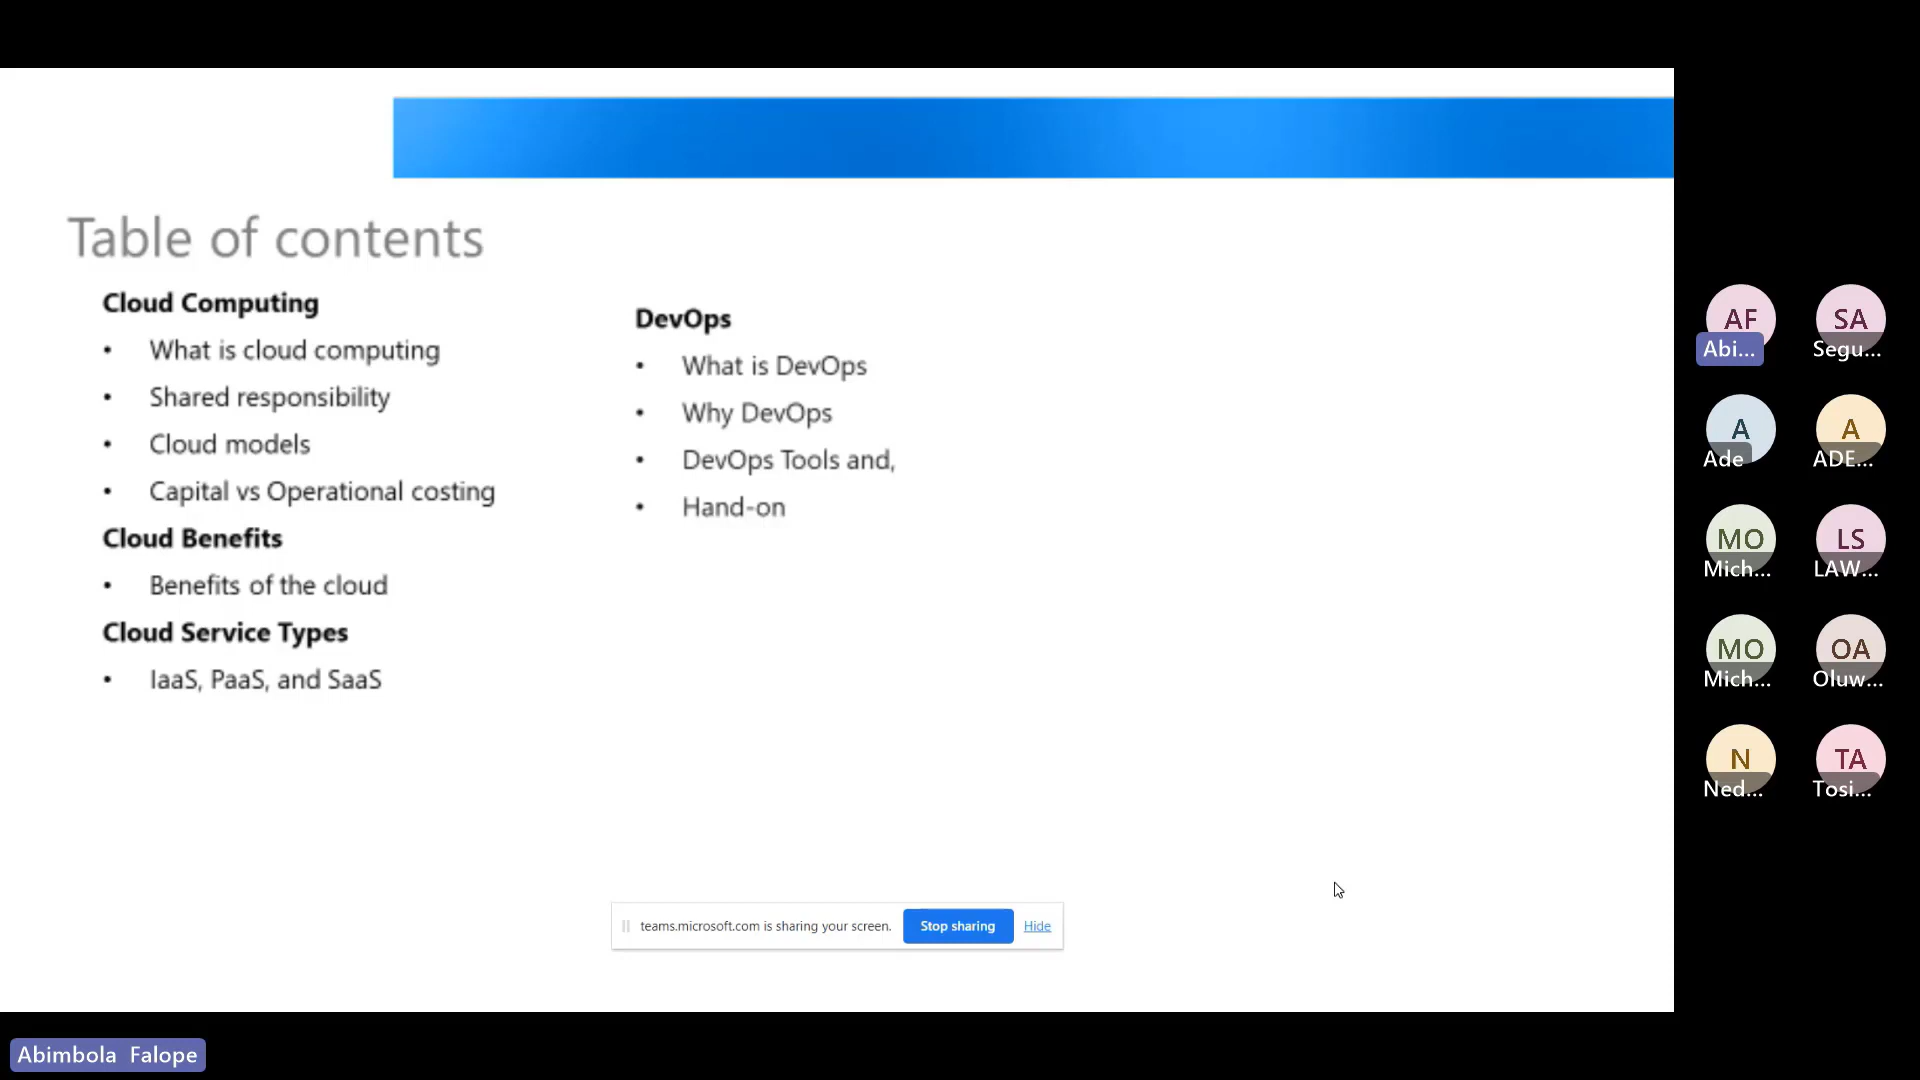 Table of contents
Cloud Computing
• What is cloud computing
• Shared responsibility
• Cloud models
• Capital vs Operational costing
Cloud Benefits
• Benefits of the cloud
Cloud Service Types
• IaaS, PaaS, and SaaS
DevOps
• What is DevOps
• Why DevOps
• DevOps Tools and,
• Hand-on
teams.microsoft.com is sharing your screen. Stop sharing Hide
AF SA
Abi... Segu...
A A
Ade ADE...
MO LS
Mich... LAW...
MO OA
Mich... Oluw...
N TA
Ned... Tosi...
Abimbola Falope